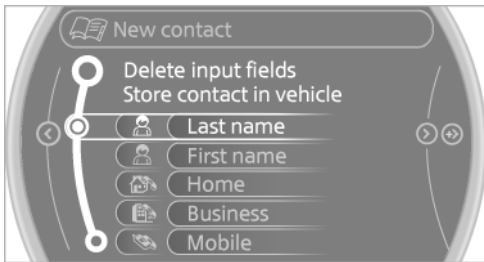 New contact
Delete input fields
Store contact in vehicle
Last name
First name
Home
Business
Mobile